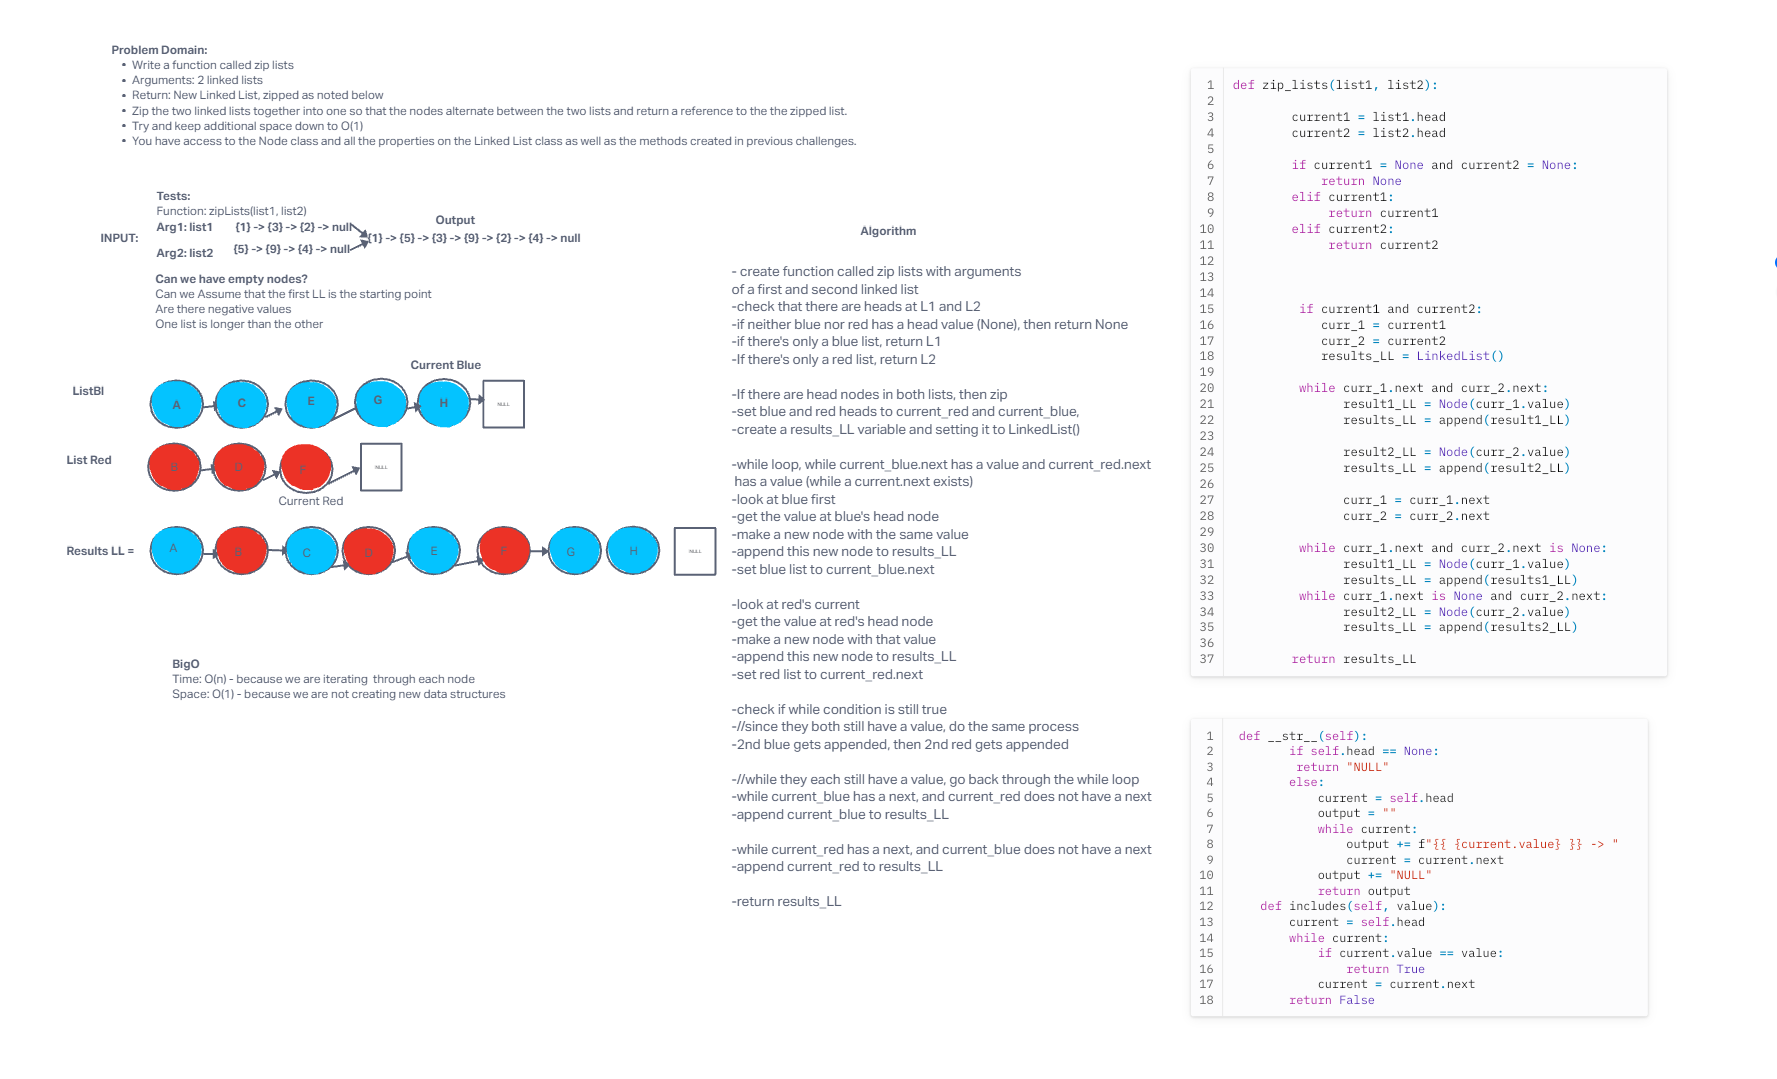 Problem Domain:
• Write a function called zip lists
• Arguments: 2 linked lists
• Return: New Linked List, zipped as noted below
• Zip the two linked lists together into one so that the nodes alternate between the two lists and return a reference to the the zipped list.
• Try and keep additional space down to O(1)
• You have access to the Node class and all the properties on the Linked List class as well as the methods created in previous challenges.
Tests:
Function: zipLists(list1, list2)
INPUT:
Arg1: list1 {1} -> {3} -> {2} -> null
Arg2: list2 {5} -> {9} -> {4} -> null
Output
{1} -> {5} -> {3} -> {9} -> {2} -> {4} -> null
Can we have empty nodes?
Can we Assume that the first LL is the starting point
Are there negative values
One list is longer than the other
Current Blue
ListBl
A C E G H NULL
List Red
B D F NULL
Current Red
Results LL =
A B C D E F G H NULL
BigO
Time: O(n) - because we are iterating through each node
Space: O(1) - because we are not creating new data structures
Algorithm
- create function called zip lists with arguments
of a first and second linked list
-check that there are heads at L1 and L2
-if neither blue nor red has a head value (None), then return None
-if there's only a blue list, return L1
-If there's only a red list, return L2
-If there are head nodes in both lists, then zip
-set blue and red heads to current_red and current_blue,
-create a results_LL variable and setting it to LinkedList()
-while loop, while current_blue.next has a value and current_red.next
has a value (while a current.next exists)
-look at blue first
-get the value at blue's head node
-make a new node with the same value
-append this new node to results_LL
-set blue list to current_blue.next
-look at red's current
-get the value at red's head node
-make a new node with that value
-append this new node to results_LL
-set red list to current_red.next
-check if while condition is still true
-//since they both still have a value, do the same process
-2nd blue gets appended, then 2nd red gets appended
-//while they each still have a value, go back through the while loop
-while current_blue has a next, and current_red does not have a next
-append current_blue to results_LL
-while current_red has a next, and current_blue does not have a next
-append current_red to results_LL
-return results_LL
1 def zip_lists(list1, list2):
2
3 current1 = list1.head
4 current2 = list2.head
5
6 if current1 = None and current2 = None:
7 return None
8 elif current1:
9 return current1
10 elif current2:
11 return current2
12
13
14
15 if current1 and current2:
16 curr_1 = current1
17 curr_2 = current2
18 results_LL = LinkedList()
19
20 while curr_1.next and curr_2.next:
21 result1_LL = Node(curr_1.value)
22 results_LL = append(result1_LL)
23
24 result2_LL = Node(curr_2.value)
25 results_LL = append(result2_LL)
26
27 curr_1 = curr_1.next
28 curr_2 = curr_2.next
29
30 while curr_1.next and curr_2.next is None:
31 result1_LL = Node(curr_1.value)
32 results_LL = append(results1_LL)
33 while curr_1.next is None and curr_2.next:
34 result2_LL = Node(curr_2.value)
35 results_LL = append(results2_LL)
36
37 return results_LL
1 def __str__(self):
2 if self.head == None:
3 return "NULL"
4 else:
5 current = self.head
6 output = ""
7 while current:
8 output += f"{{ {current.value} }} -> "
9 current = current.next
10 output += "NULL"
11 return output
12 def includes(self, value):
13 current = self.head
14 while current:
15 if current.value == value:
16 return True
17 current = current.next
18 return False